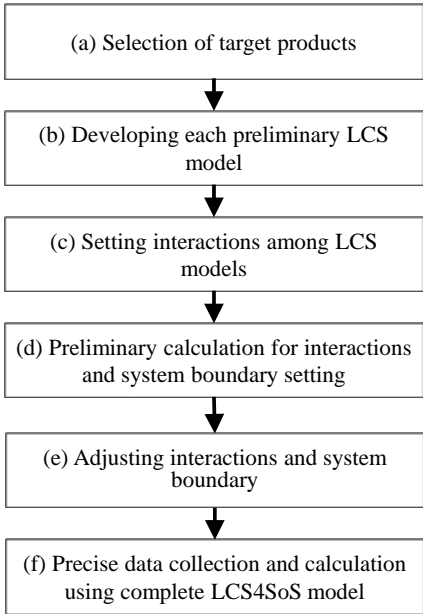 (a) Selection of target products
(b) Developing each preliminary LCS
model
(c) Setting interactions among LCS
models
(d) Preliminary calculation for interactions
and system boundary setting
(e) Adjusting interactions and system
boundary
(f) Precise data collection and calculation
using complete LCS4SoS model